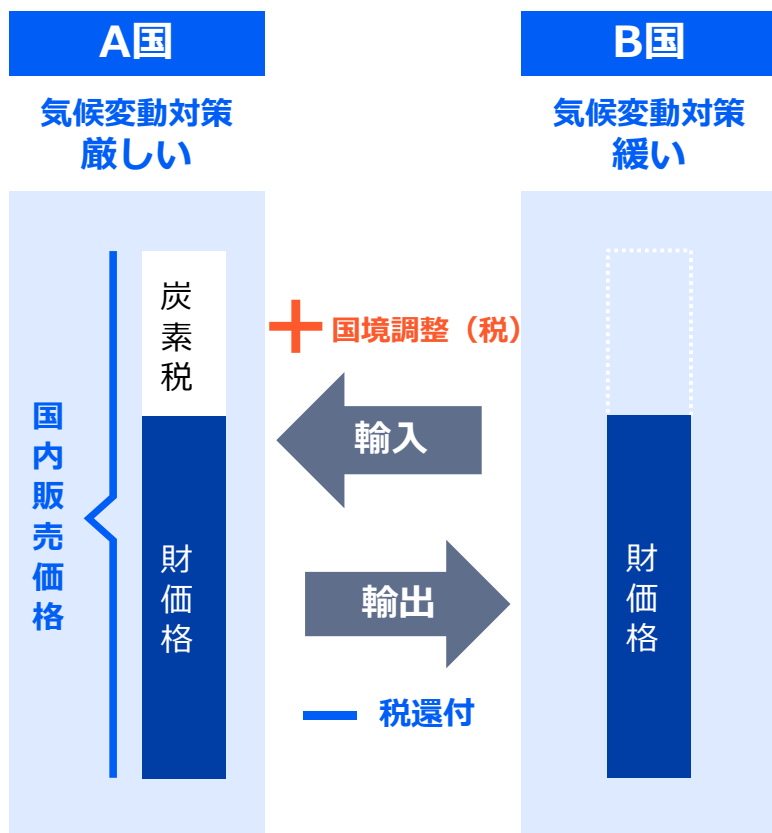 A国
気候変動対策
厳しい
国内販売価格
炭素税
財価格
＋国境調整（税）
輸入
輸出
ー 税還付
B国
気候変動対策
緩い
財価格